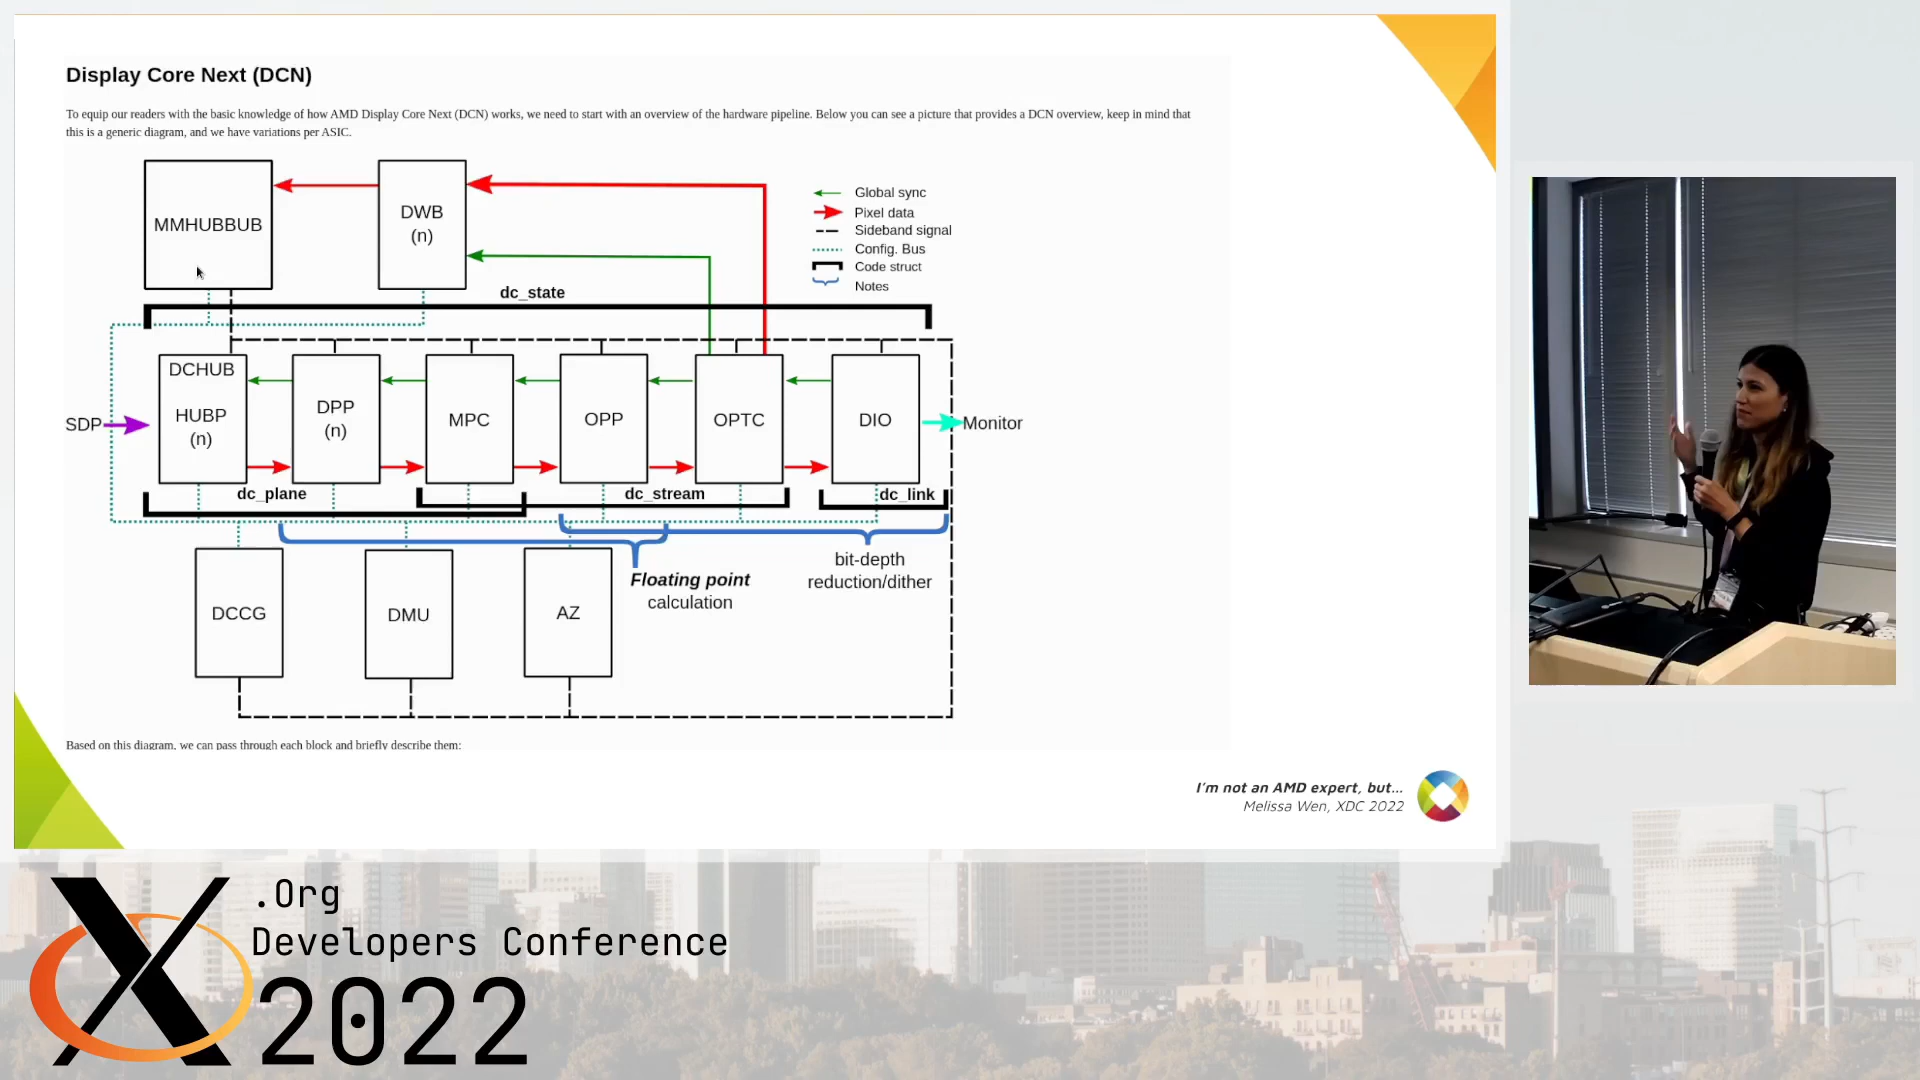 Display Core Next (DCN)
To equip our readers with the basic knowledge of how AMD Display Core Next (DCN) works, we need to start with an overview of the hardware pipeline. Below you can see a picture that provides a DCN overview, keep in mind that
this is a generic diagram, and we have variations per ASIC.
MMHUBBUB
DWB
(n)
Global sync
Pixel data
Sideband signal
Config. Bus
Code struct
Notes
dc_state
SDP
DCHUB
HUBP
(n)
DPP
(n)
MPC
OPP
OPTC
DIO
Monitor
dc_plane
dc_stream
dc_link
Floating point
calculation
bit-depth
reduction/dither
DCCG
DMU
AZ
Based on this diagram, we can pass through each block and briefly describe them:
I'm not an AMD expert, but...
Melissa Wen, XDC 2022
X
.Org
Developers Conference
2022